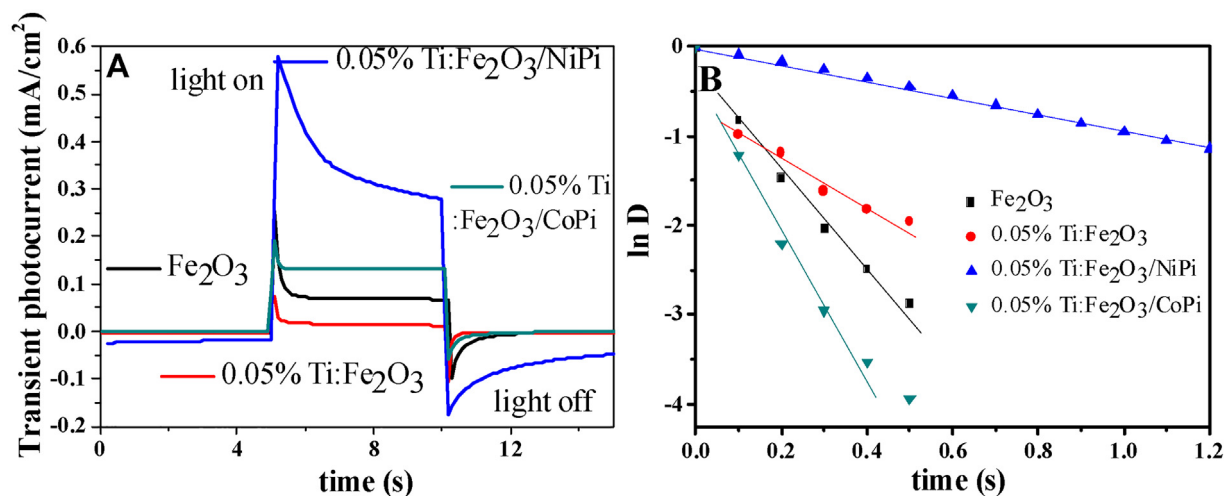 A
light on
0.05% Ti:Fe₂O₃/NiPi
0.05% Ti
:Fe₂O₃/CoPi
Fe₂O₃
0.05% Ti:Fe₂O₃
light off
Transient photocurrent (mA/cm²)
0.6
0.5
0.4
0.3
0.2
0.1
0.0
-0.1
-0.2
0 4 8 12
time (s)
B
Fe₂O₃
0.05% Ti:Fe₂O₃
0.05% Ti:Fe₂O₃/NiPi
0.05% Ti:Fe₂O₃/CoPi
ln D
0
-1
-2
-3
-4
0.0 0.2 0.4 0.6 0.8 1.0 1.2
time (s)